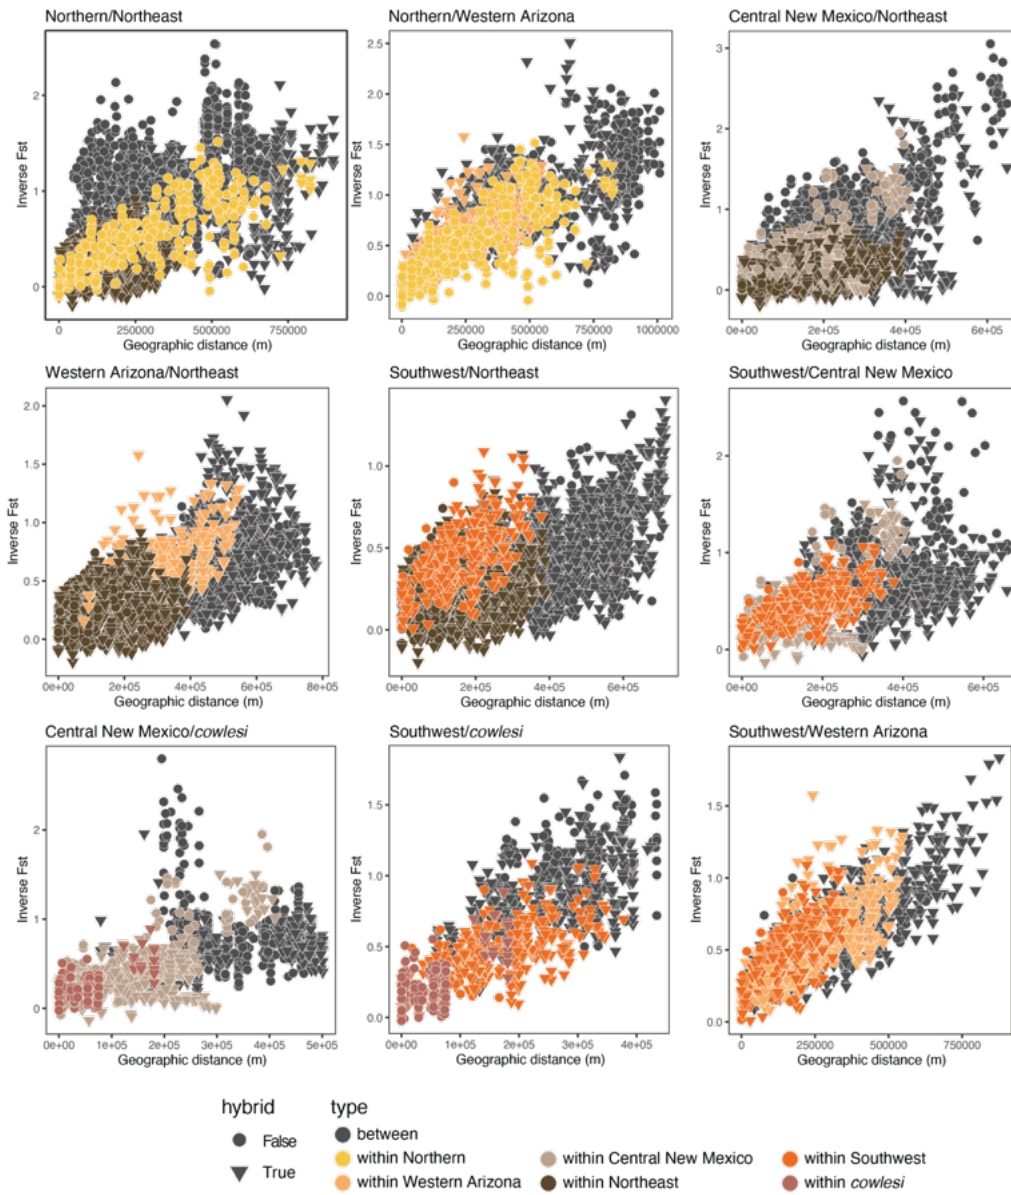 Northern/Northeast
Northern/Western Arizona
Central New Mexico/Northeast
Inverse Fst
2
1
0
0
250000
500000
750000
Geographic distance (m)
Inverse Fst
2.5
2.0
1.5
1.0
0.5
0.0
0
250000
500000
750000
1000000
Geographic distance (m)
Inverse Fst
3
2
1
0
0e+00
2e+05
4e+05
6e+05
Geographic distance (m)
Western Arizona/Northeast
Southwest/Northeast
Southwest/Central New Mexico
Inverse Fst
2.0
1.5
1.0
0.5
0.0
0e+00
2e+05
4e+05
6e+05
8e+05
Geographic distance (m)
Inverse Fst
1.0
0.5
0.0
0e+00
2e+05
4e+05
6e+05
Geographic distance (m)
Inverse Fst
2
1
0
0e+00
2e+05
4e+05
6e+05
Geographic distance (m)
Central New Mexico/cowlesi
Southwest/cowlesi
Southwest/Western Arizona
Inverse Fst
3
2
1
0
0e+00
1e+05
2e+05
3e+05
4e+05
5e+05
Geographic distance (m)
Inverse Fst
1.5
1.0
0.5
0.0
0e+00
1e+05
2e+05
3e+05
4e+05
Geographic distance (m)
Inverse Fst
1.5
1.0
0.5
0.0
0
250000
500000
750000
Geographic distance (m)
hybrid
False
True
type
between
within Northern
within Western Arizona
within Central New Mexico
within Northeast
within Southwest
within cowlesi